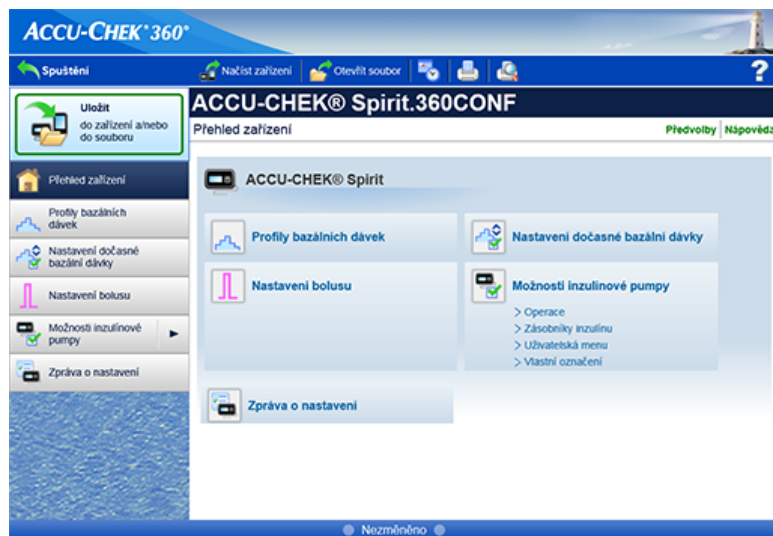 ACCU-CHEK® 360°
Spuštění
Načíst zařízení
Otevřít soubor
?
Uložit
do zařízení a/nebo
do souboru
ACCU-CHEK® Spirit.360CONF
Přehled zařízení
Předvolby
Nápověda
Přehled zařízení
Profily bazálních
dávek
Nastavení dočasné
bazální dávky
Nastavení bolusu
Možnosti inzulínové
pumpy
Zpráva o nastavení
ACCU-CHEK® Spirit
Profily bazálních dávek
Nastavení dočasné bazální dávky
Nastavení bolusu
Možnosti inzulínové pumpy
> Operace
> Zásobníky inzulínu
> Uživatelská menu
> Vlastní označení
Zpráva o nastavení
Nezměněno